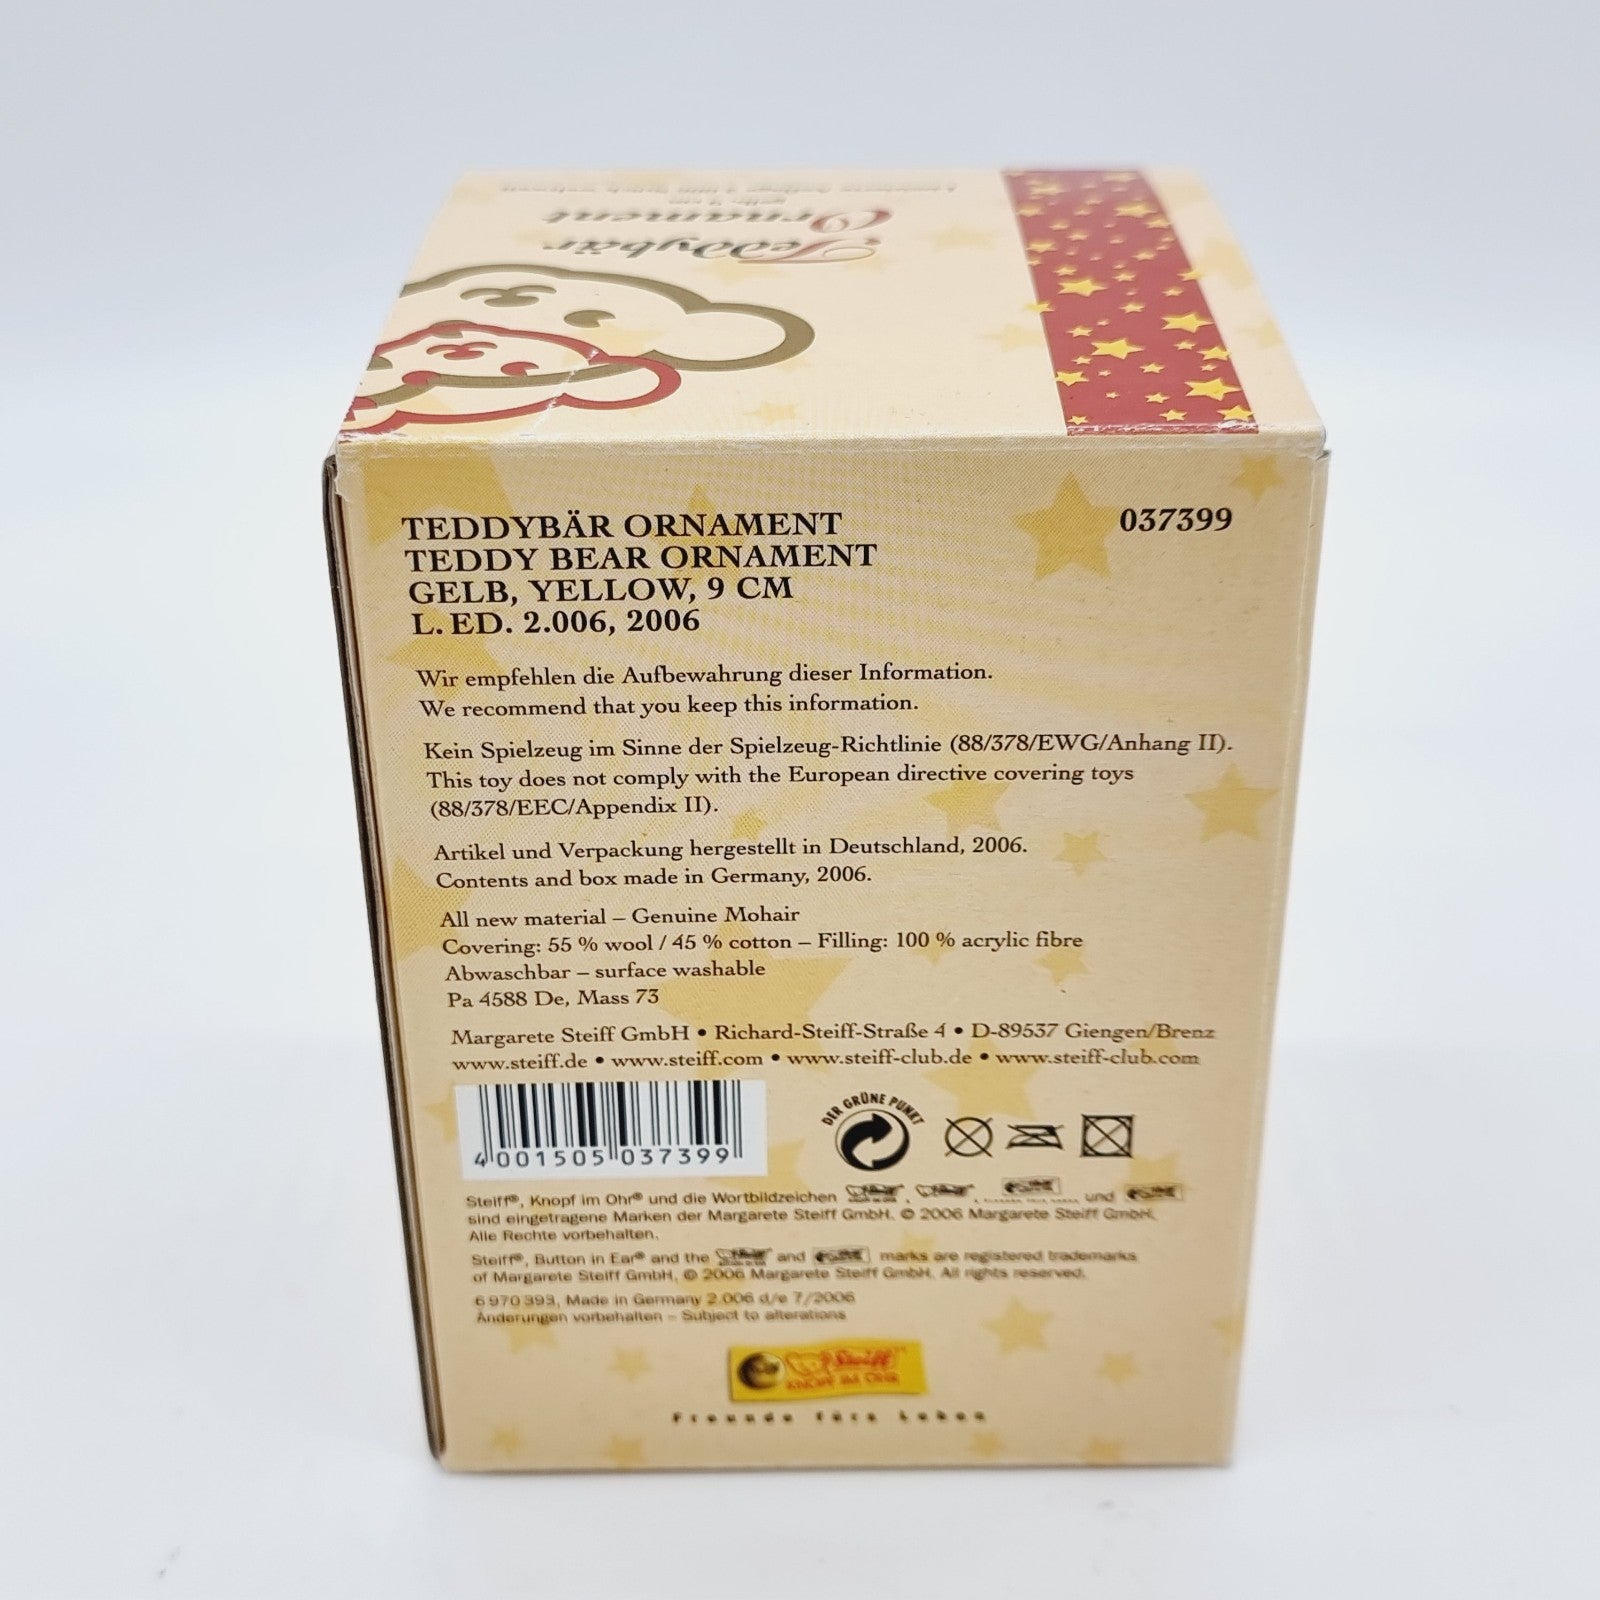 Ornament
Teddybär
TEDDYBÄR ORNAMENT
037399
TEDDY BEAR ORNAMENT
GELB, YELLOW, 9 CM
L. ED. 2.006, 2006
Wir empfehlen die Aufbewahrung dieser Information.
We recommend that you keep this information.
Kein Spielzeug im Sinne der Spielzeug-Richtlinie (88/378/EWG/Anhang II).
This toy does not comply with the European directive covering toys
(88/378/EEC/Appendix II).
Artikel und Verpackung hergestellt in Deutschland, 2006.
Contents and box made in Germany, 2006.
All new material – Genuine Mohair
Covering: 55 % wool / 45 % cotton – Filling: 100 % acrylic fibre
Abwaschbar – surface washable
Pa 4588 De, Mass 73
Margarete Steiff GmbH • Richard-Steiff-Straße 4 • D-89537 Giengen/Brenz
www.steiff.de • www.steiff.com • www.steiff-club.de • www.steiff-club.com
DER GRÜNE PUNKT
4 001505 037399
Steiff®, Knopf im Ohr® und die Wortbildzeichen , , und
sind eingetragene Marken der Margarete Steiff GmbH. © 2006 Margarete Steiff GmbH.
Alle Rechte vorbehalten.
Steiff®, Button in Ear® and the and marks are registered trademarks
of Margarete Steiff GmbH. © 2006 Margarete Steiff GmbH. All rights reserved.
6 970 393, Made in Germany 2.006 d/e 7/2006
Änderungen vorbehalten – Subject to alterations
Steiff
KNOPF IM OHR
Freunde fürs Leben